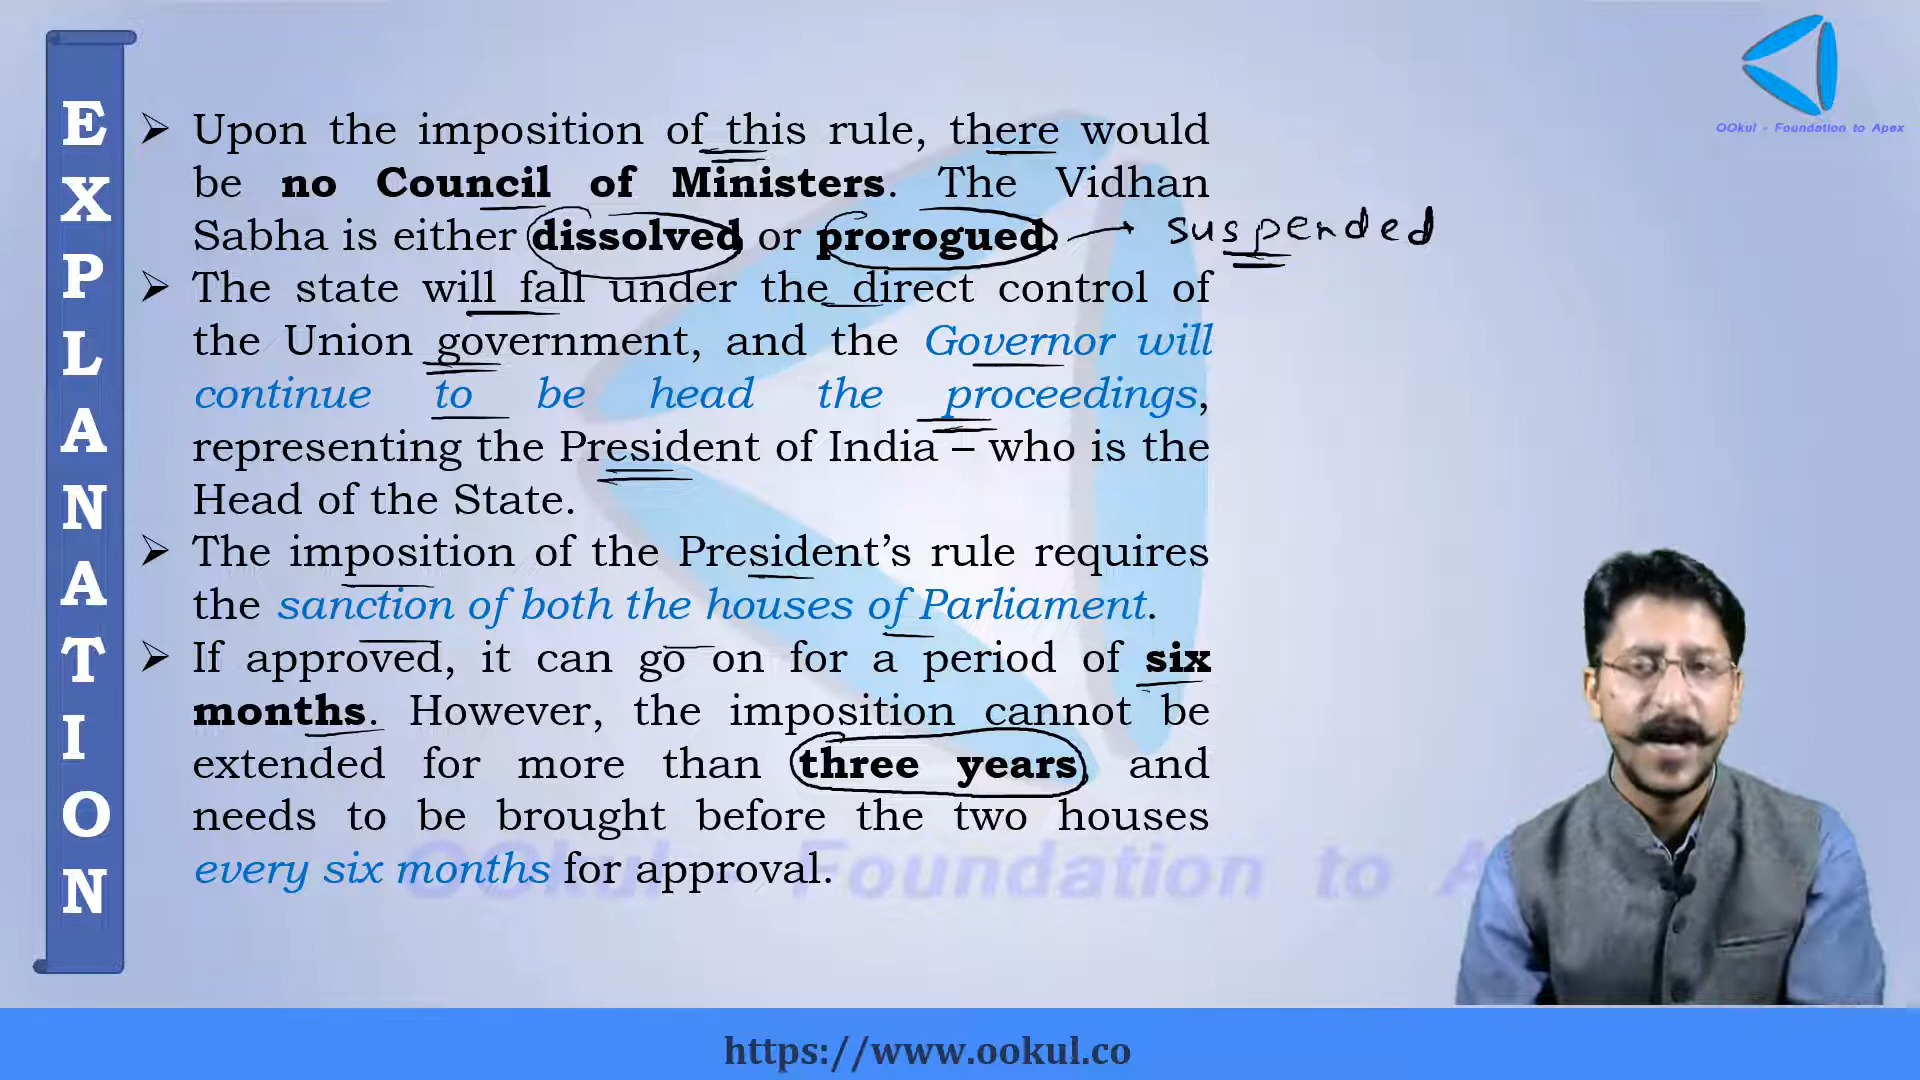 EXPLANATION
➢ Upon the imposition of this rule, there would
be no Council of Ministers. The Vidhan
Sabha is either dissolved or prorogued. → suspended
➢ The state will fall under the direct control of
the Union government, and the Governor will
continue to be head the proceedings,
representing the President of India – who is the
Head of the State.
➢ The imposition of the President’s rule requires
the sanction of both the houses of Parliament.
➢ If approved, it can go on for a period of six
months. However, the imposition cannot be
extended for more than three years, and
needs to be brought before the two houses
every six months for approval.
OOkul - Foundation to Apex
OOkul - Foundation to A
https://www.ookul.co